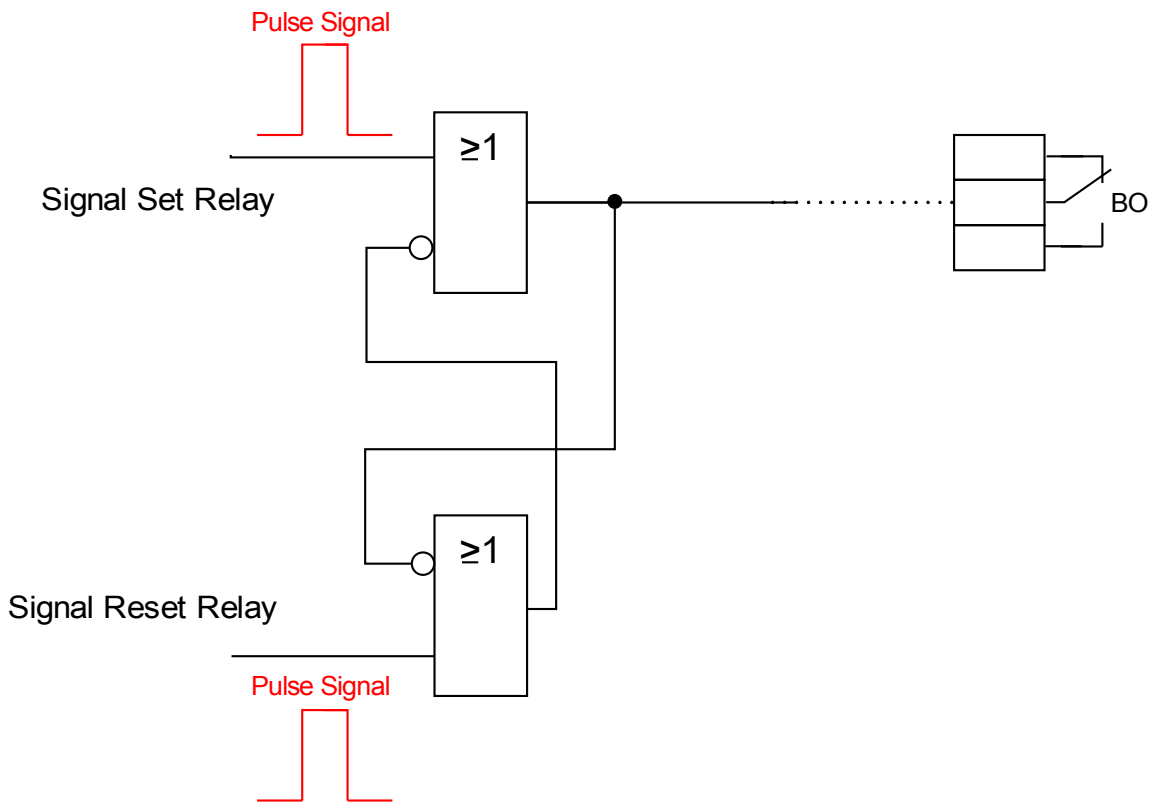 Pulse Signal
≥1
Signal Set Relay
BO
≥1
Signal Reset Relay
Pulse Signal